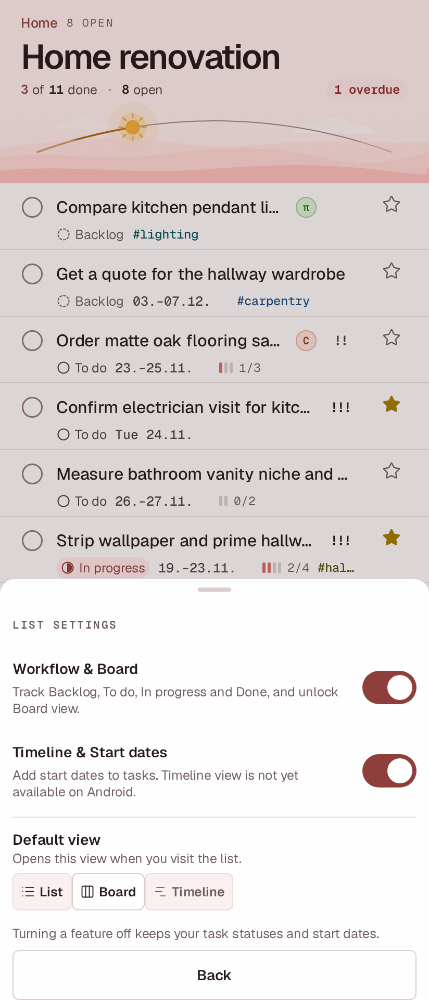 Home 8 OPEN
Home renovation
3 of 11 done · 8 open
1 overdue
Compare kitchen pendant li… π
Backlog #lighting
Get a quote for the hallway wardrobe
Backlog 03.–07.12. #carpentry
Order matte oak flooring sa… C !!
To do 23.–25.11. 1/3
Confirm electrician visit for kitc… !!!
To do Tue 24.11.
Measure bathroom vanity niche and …
To do 26.–27.11. 0/2
Strip wallpaper and prime hallw… !!!
In progress 19.–23.11. 2/4 #hal…
LIST SETTINGS
Workflow & Board
Track Backlog, To do, In progress and Done, and unlock
Board view.
Timeline & Start dates
Add start dates to tasks. Timeline view is not yet
available on Android.
Default view
Opens this view when you visit the list.
List Board Timeline
Turning a feature off keeps your task statuses and start dates.
Back